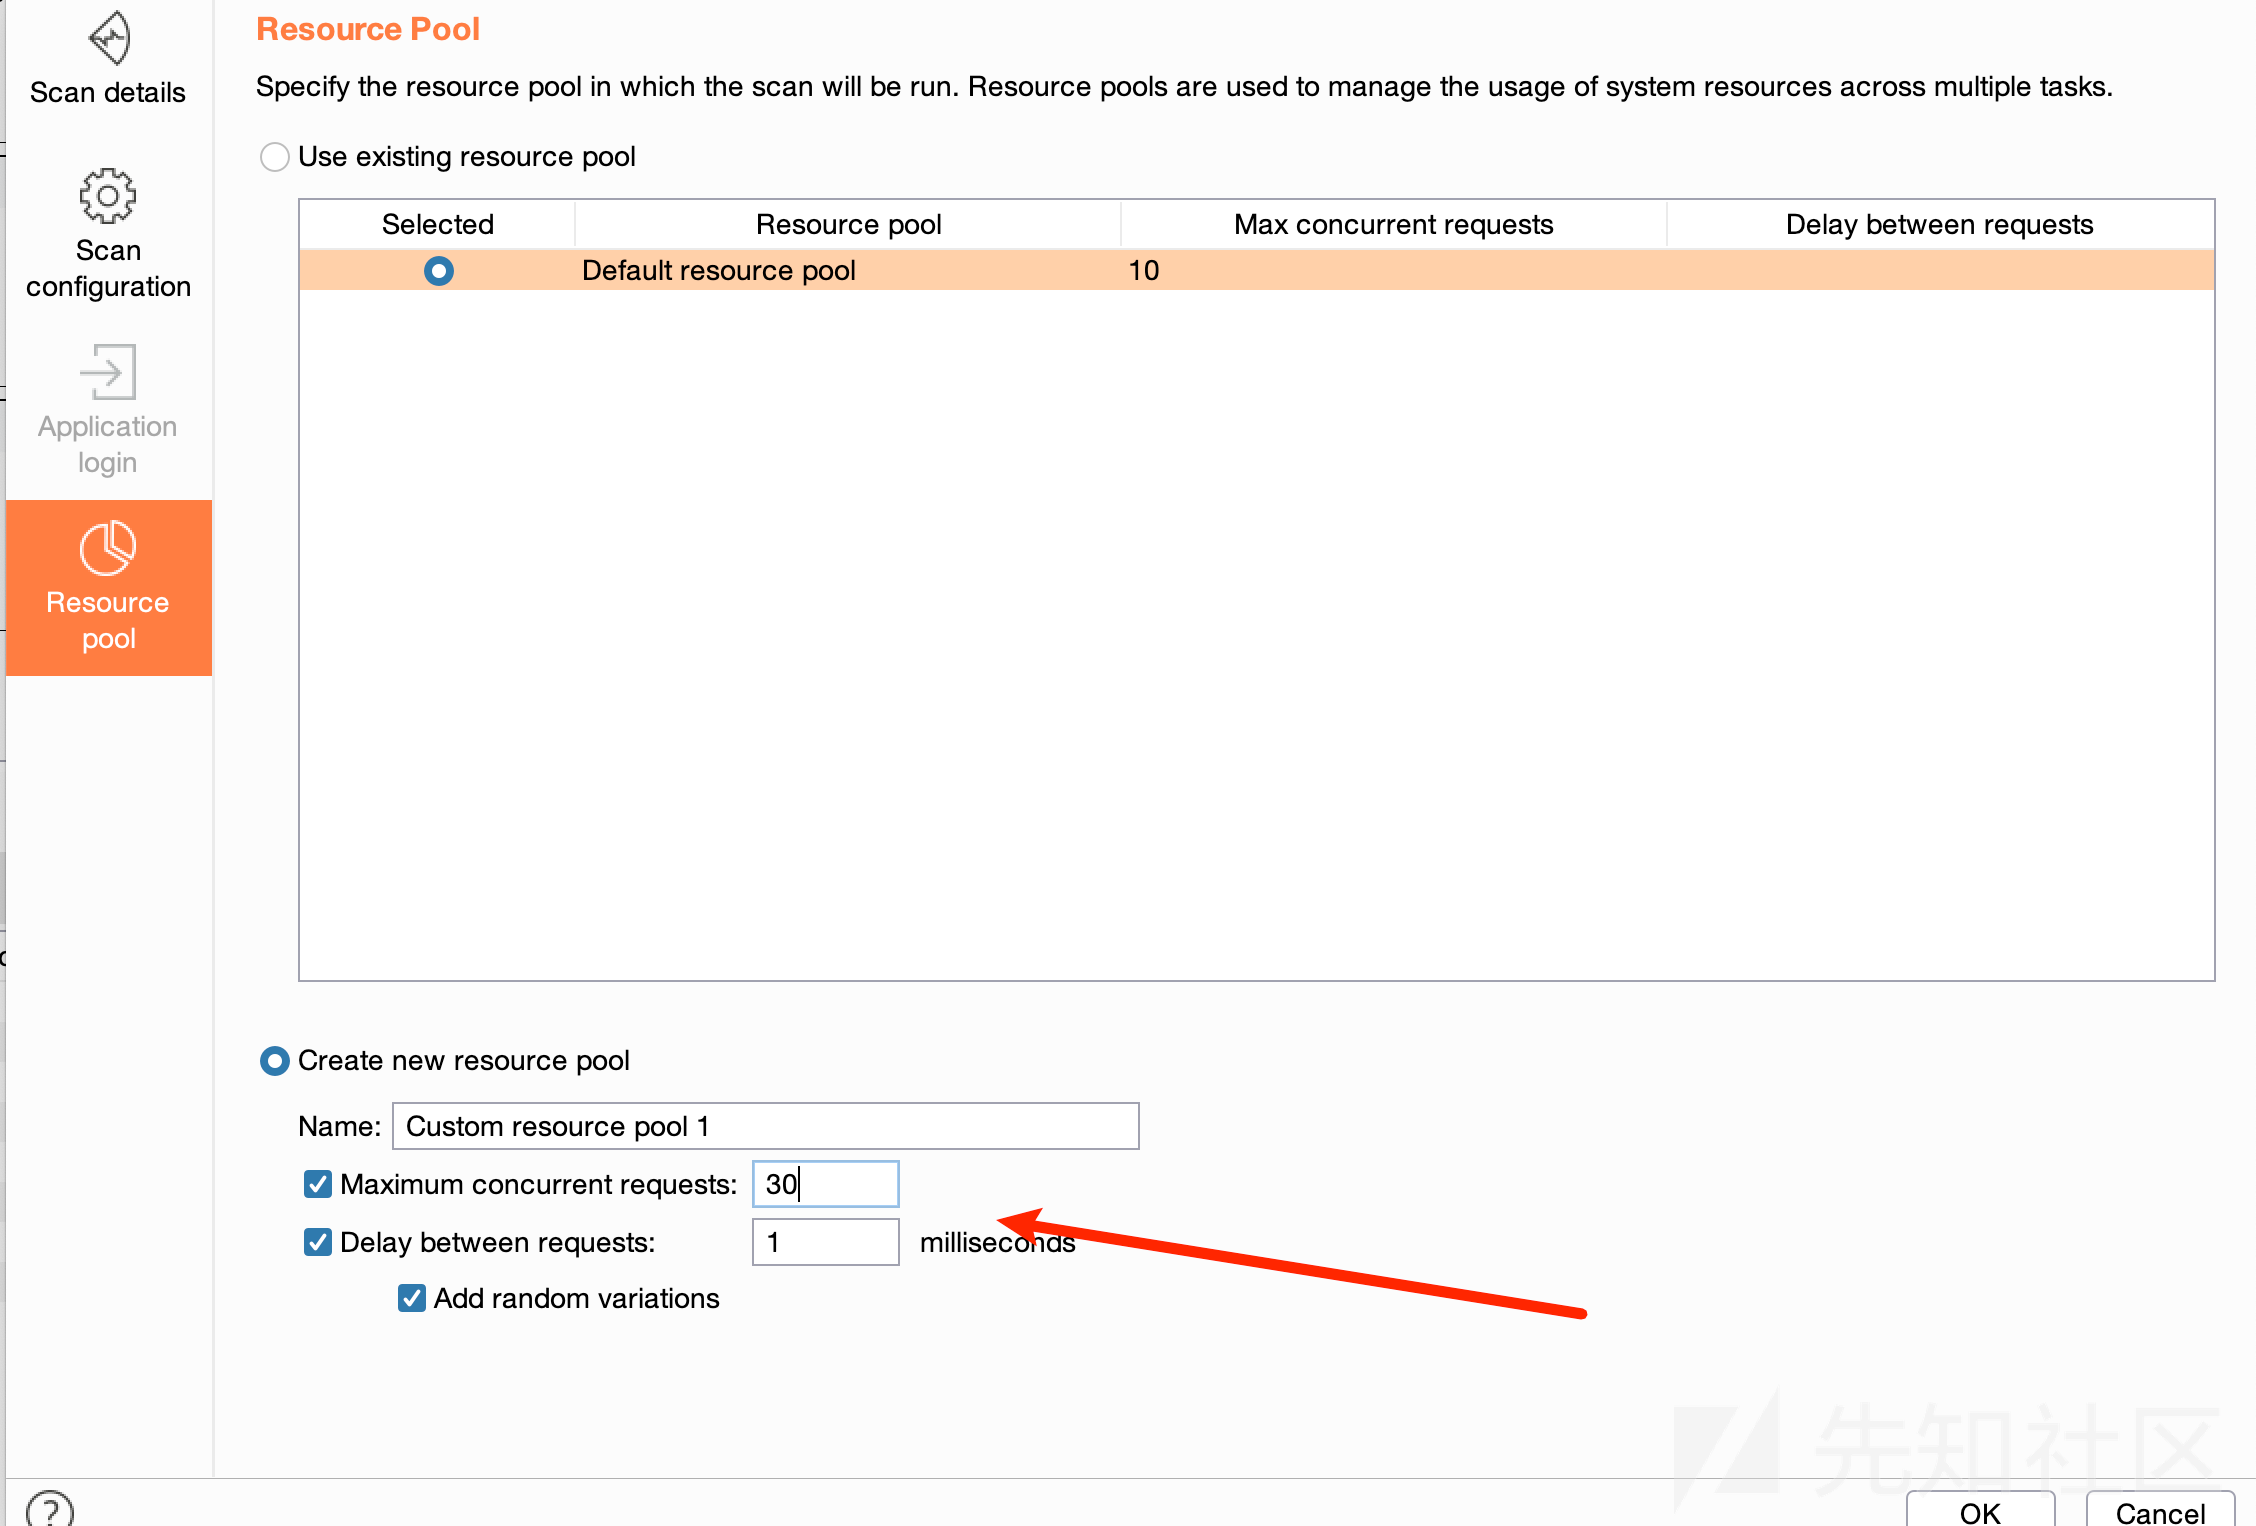 Resource Pool
Scan details
Specify the resource pool in which the scan will be run. Resource pools are used to manage the usage of system resources across multiple tasks.
Use existing resource pool
Scan
configuration
Selected Resource pool Max concurrent requests Delay between requests
Default resource pool 10
Application
login
Resource
pool
Create new resource pool
Name: Custom resource pool 1
Maximum concurrent requests: 30
Delay between requests: 1 milliseconds
Add random variations
先知社区
?
OK Cancel